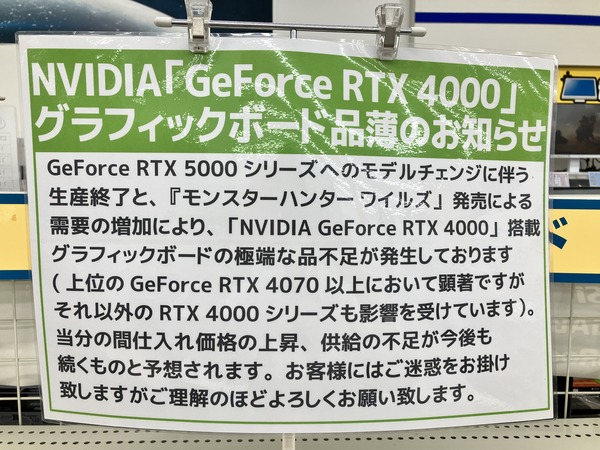 NVIDIA「GeForce RTX 4000」
グラフィックボード品薄のお知らせ
GeForce RTX 5000 シリーズへのモデルチェンジに伴う
生産終了と、『モンスターハンター ワイルズ』発売による
需要の増加により、「NVIDIA GeForce RTX 4000」搭載
グラフィックボードの極端な品不足が発生しております
(上位の GeForce RTX 4070 以上において顕著ですが
それ以外の RTX 4000 シリーズも影響を受けています)。
当分の間仕入れ価格の上昇、供給の不足が今後も
続くものと予想されます。お客様にはご迷惑をお掛け
致しますがご理解のほどよろしくお願い致します。